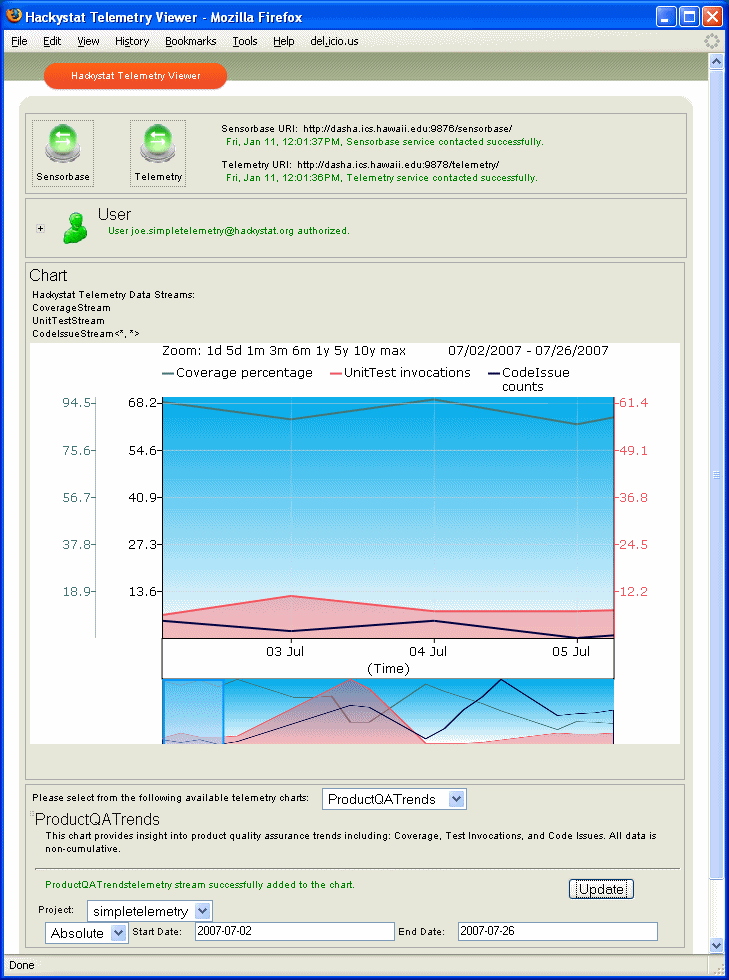 Hackystat Telemetry Viewer - Mozilla Firefox
File Edit View History Bookmarks Tools Help del.icio.us
Hackystat Telemetry Viewer
Sensorbase
Telemetry
Sensorbase URI: http://dasha.ics.hawaii.edu:9876/sensorbase/
Fri, Jan 11, 12:01:37PM, Sensorbase service contacted successfully.
Telemetry URI: http://dasha.ics.hawaii.edu:9878/telemetry/
Fri, Jan 11, 12:01:36PM, Telemetry service contacted successfully.
User
User joe.simpletelemetry@hackystat.org authorized.
Chart
Hackystat Telemetry Data Streams:
CoverageStream
UnitTestStream
CodeIssueStream<*, *>
Zoom: 1d 5d 1m 3m 6m 1y 5y 10y max 07/02/2007 - 07/26/2007
Coverage percentage UnitTest invocations CodeIssue
counts
94.5 68.2 61.4
75.6 54.6 49.1
56.7 40.9 36.8
37.8 27.3 24.5
18.9 13.6 12.2
03 Jul 04 Jul 05 Jul
(Time)
Please select from the following available telemetry charts: ProductQATrends
ProductQATrends
This chart provides insight into product quality assurance trends including: Coverage, Test Invocations, and Code Issues. All data is
non-cumulative.
ProductQATrendstelemetry stream successfully added to the chart.
Update
Project: simpletelemetry
Absolute Start Date: 2007-07-02 End Date: 2007-07-26
Done